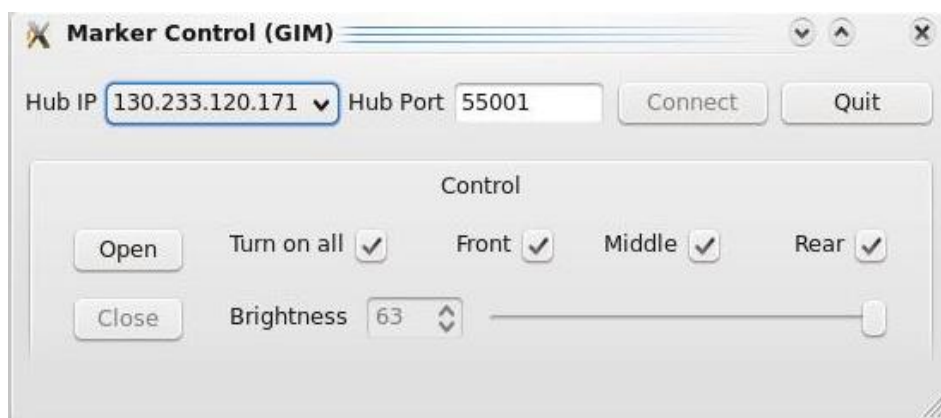 Marker Control (GIM)
Hub IP 130.233.120.171 Hub Port 55001 Connect Quit
Control
Open Turn on all Front Middle Rear
Close Brightness 63